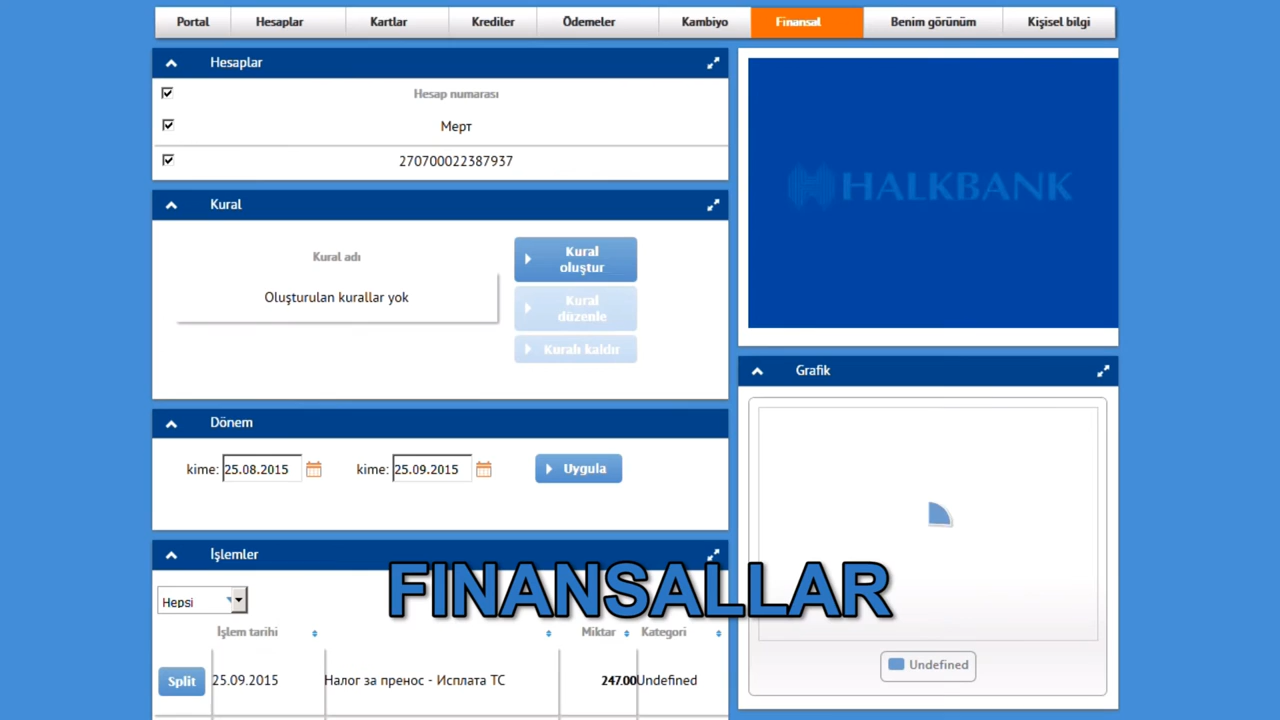 Portal Hesaplar Kartlar Krediler Ödemeler Kambiyo Finansal Benim görünüm Kişisel bilgi
Hesaplar
Hesap numarası
Мерт
270700022387937
Kural
Kural adı
Oluşturulan kurallar yok
Kural
oluştur
Kural
düzenle
Kuralı kaldır
Dönem
kime: 25.08.2015 kime: 25.09.2015 Uygula
İşlemler
Hepsi
İşlem tarihi Miktar Kategori
Split 25.09.2015 Налог за пренос - Исплата ТС 247.00 Undefined
HALKBANK
Grafik
Undefined
FINANSALLAR